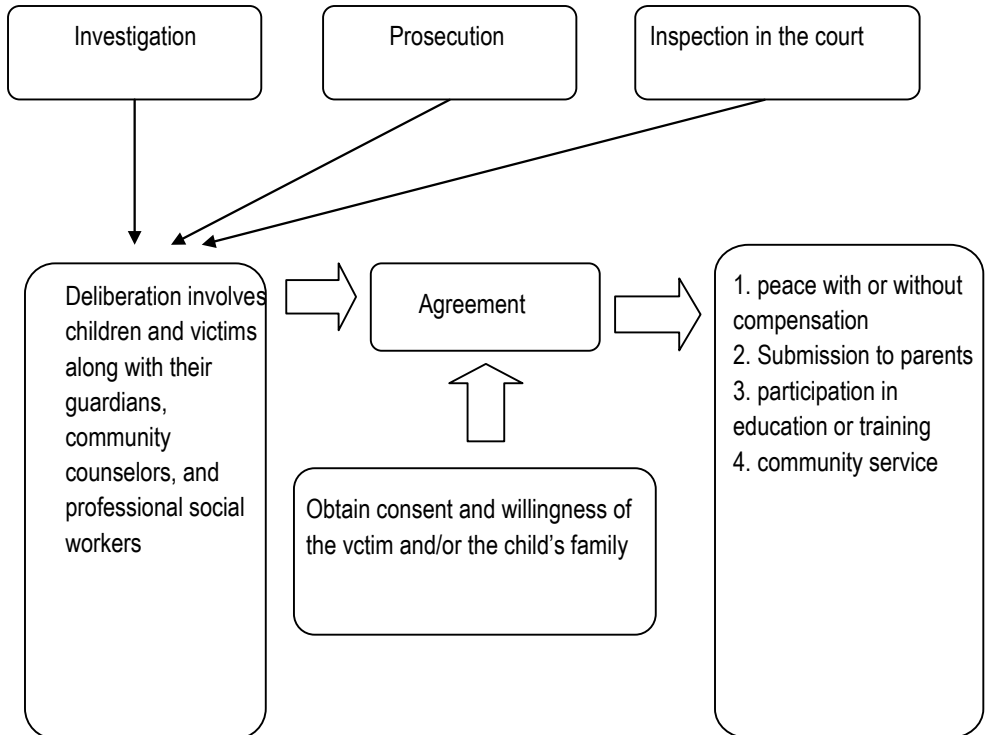 Investigation
Prosecution
Inspection in the court
Deliberation involves
children and victims
along with their
guardians,
community
counselors, and
professional social
workers
Agreement
Obtain consent and willingness of
the vctim and/or the child’s family
1. peace with or without
compensation
2. Submission to parents
3. participation in
education or training
4. community service